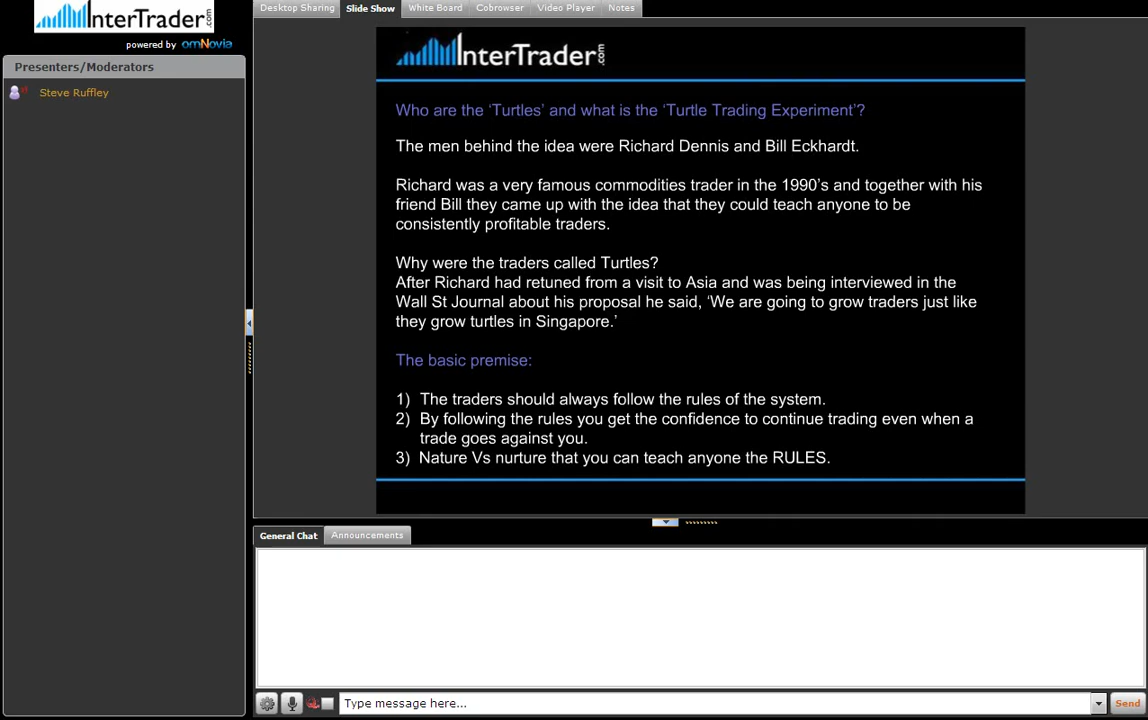 InterTrader.com
powered by omNovia
Presenters/Moderators
Steve Ruffley
Desktop Sharing
Slide Show
White Board
Cobrowser
Video Player
Notes
InterTrader.com
Who are the ‘Turtles’ and what is the ‘Turtle Trading Experiment’?
The men behind the idea were Richard Dennis and Bill Eckhardt.
Richard was a very famous commodities trader in the 1990’s and together with his
friend Bill they came up with the idea that they could teach anyone to be
consistently profitable traders.
Why were the traders called Turtles?
After Richard had retuned from a visit to Asia and was being interviewed in the
Wall St Journal about his proposal he said, ‘We are going to grow traders just like
they grow turtles in Singapore.’
The basic premise:
1) The traders should always follow the rules of the system.
2) By following the rules you get the confidence to continue trading even when a
trade goes against you.
3) Nature Vs nurture that you can teach anyone the RULES.
General Chat
Announcements
Type message here...
Send